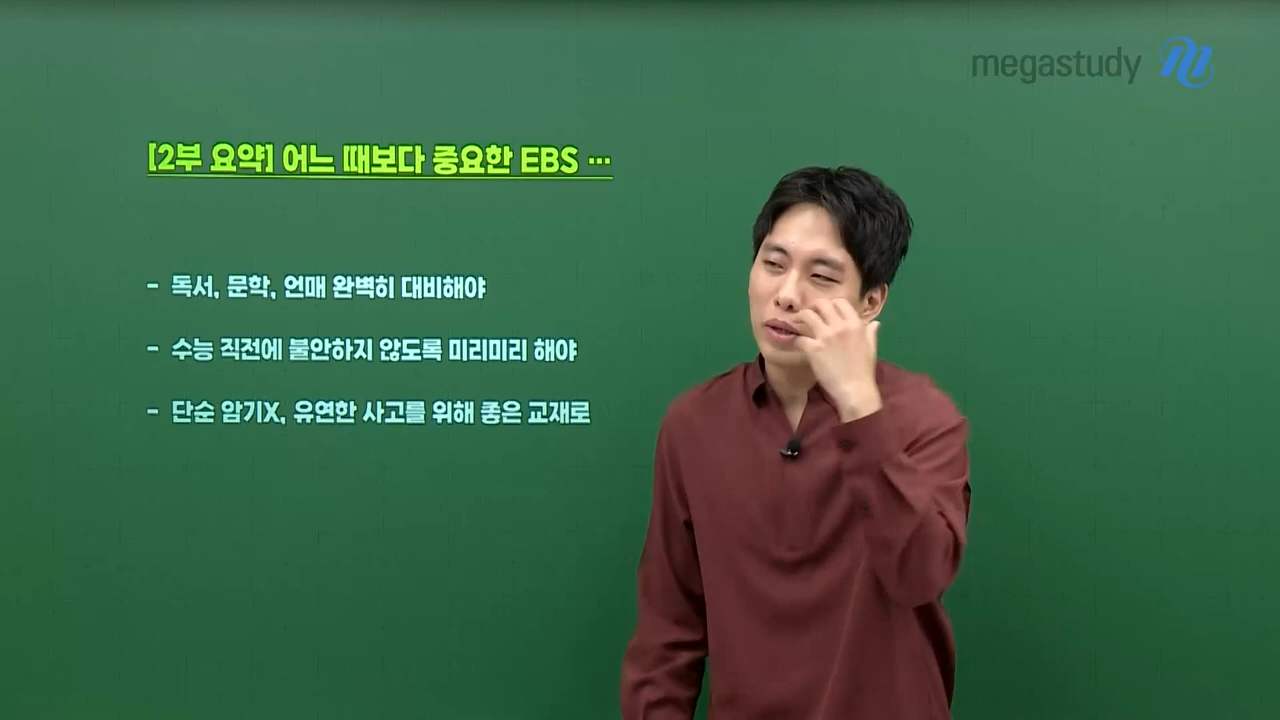 megastudy
[2부 요약] 어느 때보다 중요한 EBS …
- 독서, 문학, 언매 완벽히 대비해야
- 수능 직전에 불안하지 않도록 미리미리 해야
- 단순 암기X, 유연한 사고를 위해 좋은 교재로